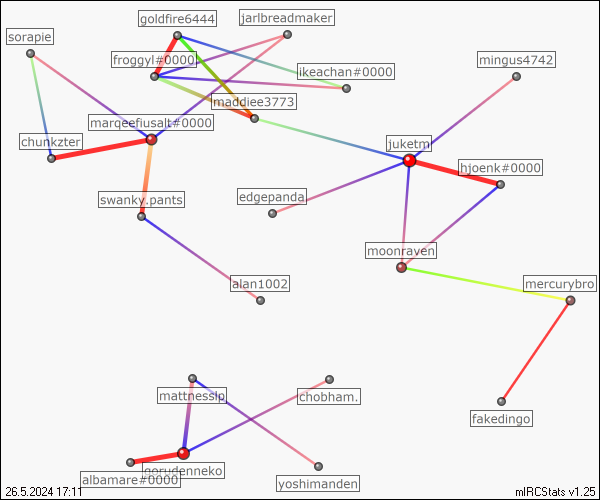 goldfire6444
jarlbreadmaker
sorapie
froggyl#0000
mingus4742
ikeachan#0000
maddiee3773
marqeefiusalt#0000
chunkzter
juketm
hjoenk#0000
swanky.pants
edgepanda
moonraven
alan1002
mercurybro
mattnesslp
chobham.
fakedingo
gorudenneko
albamare#0000
yoshimanden
26.5.2024 17:11
mIRCStats v1.25